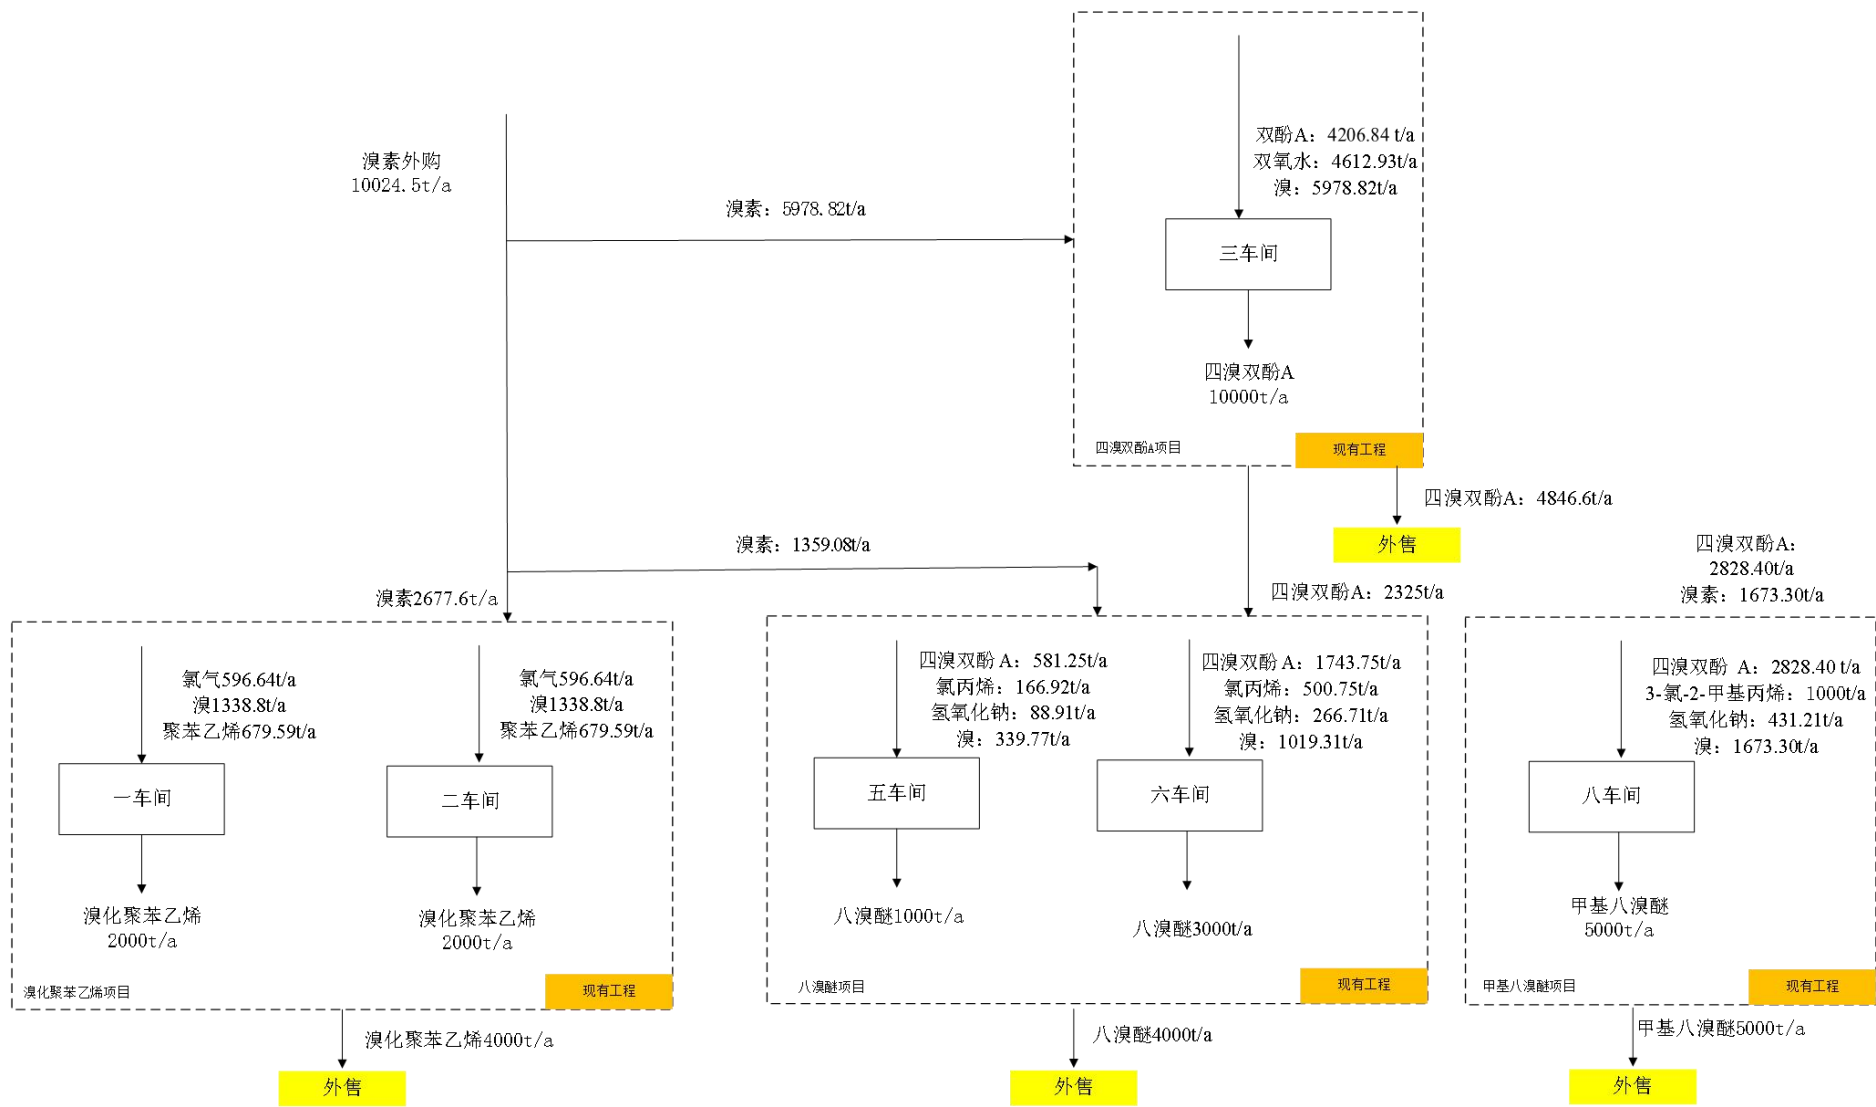 溴素外购
10024.5t/a
溴素：5978.82t/a
双酚A：4206.84 t/a
双氧水：4612.93t/a
溴：5978.82t/a
三车间
四溴双酚A
10000t/a
四溴双酚A项目
现有工程
四溴双酚A：4846.6t/a
外售
溴素：1359.08t/a
溴素2677.6t/a
四溴双酚A：2325t/a
四溴双酚A：
2828.40t/a
溴素：1673.30t/a
氯气596.64t/a
溴1338.8t/a
聚苯乙烯679.59t/a
一车间
溴化聚苯乙烯
2000t/a
氯气596.64t/a
溴1338.8t/a
聚苯乙烯679.59t/a
二车间
溴化聚苯乙烯
2000t/a
溴化聚苯乙烯项目
现有工程
溴化聚苯乙烯4000t/a
外售
四溴双酚 A：581.25t/a
氯丙烯：166.92t/a
氢氧化钠：88.91t/a
溴：339.77t/a
五车间
八溴醚1000t/a
四溴双酚 A：1743.75t/a
氯丙烯：500.75t/a
氢氧化钠：266.71t/a
溴：1019.31t/a
六车间
八溴醚3000t/a
八溴醚项目
现有工程
八溴醚4000t/a
外售
四溴双酚 A：2828.40 t/a
3-氯-2-甲基丙烯：1000t/a
氢氧化钠：431.21t/a
溴：1673.30t/a
八车间
甲基八溴醚
5000t/a
甲基八溴醚项目
现有工程
甲基八溴醚5000t/a
外售